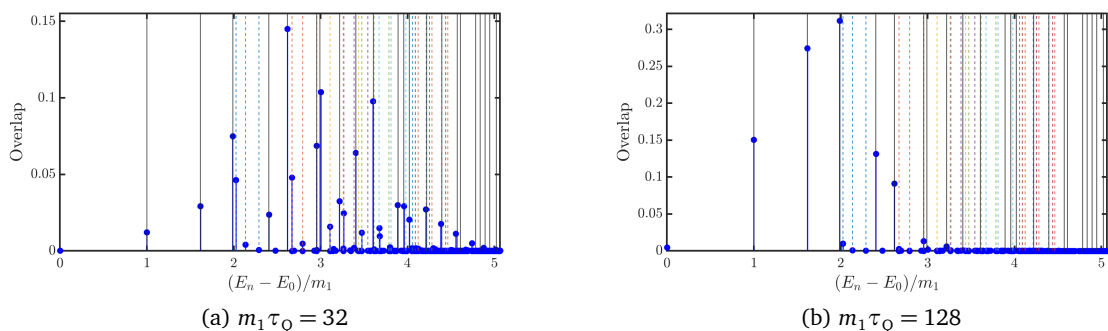 0.15
0.1
0.05
0
Overlap
0 1 2 3 4 5
(E_n − E_0)/m_1
(a) m_1τ_Q = 32
0.3
0.25
0.2
0.15
0.1
0.05
0
Overlap
0 1 2 3 4 5
(E_n − E_0)/m_1
(b) m_1τ_Q = 128